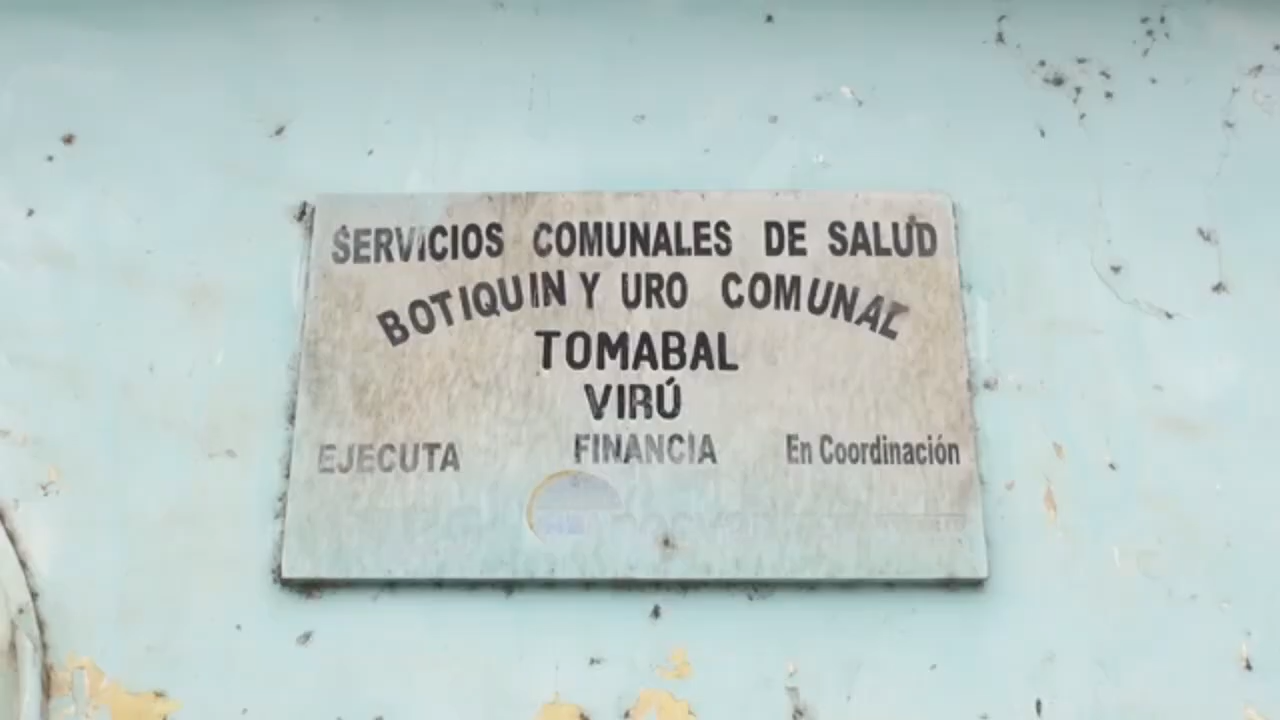 SERVICIOS COMUNALES DE SALUD
BOTIQUIN Y URO COMUNAL
TOMABAL
VIRÚ
EJECUTA FINANCIA En Coordinación